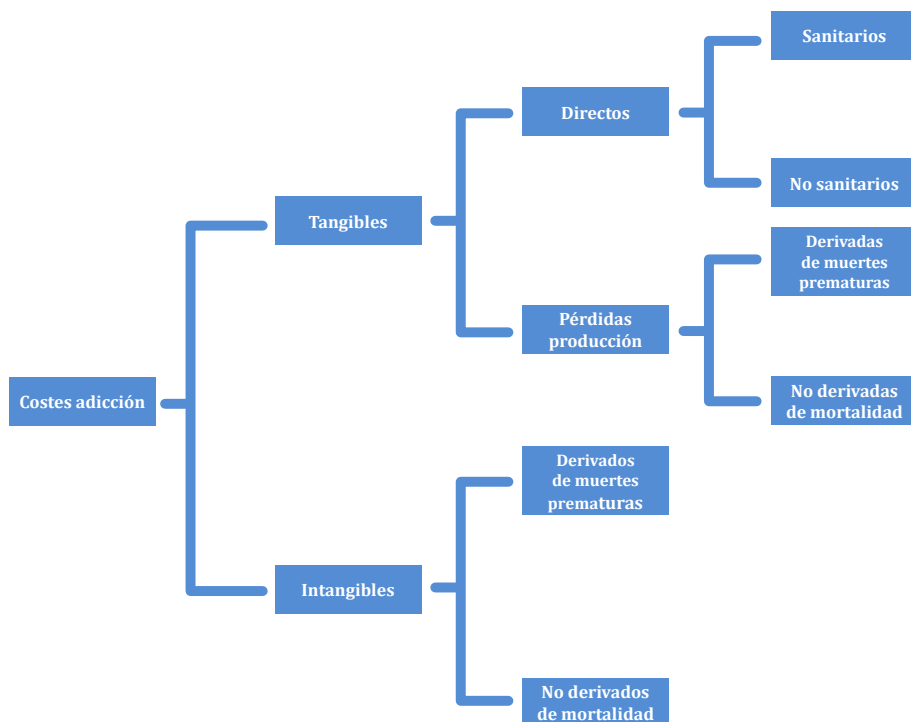 Sanitarios
Directos
No sanitarios
Tangibles
Derivadas
de muertes
prematuras
Pérdidas
producción
No derivadas
de mortalidad
Costes adicción
Derivados
de muertes
prematuras
Intangibles
No derivados
de mortalidad